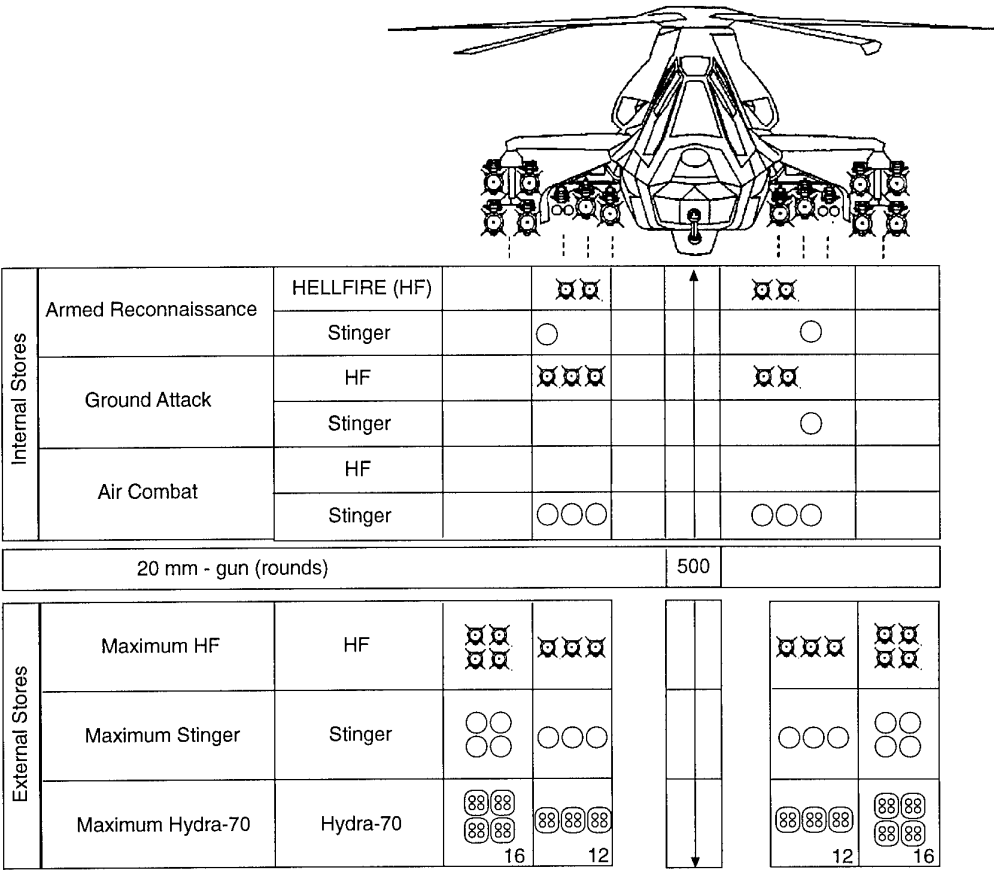 Internal Stores
Armed Reconnaissance
HELLFIRE (HF)
Stinger
Ground Attack
HF
Stinger
Air Combat
HF
Stinger
20 mm - gun (rounds)
500
External Stores
Maximum HF
HF
Maximum Stinger
Stinger
Maximum Hydra-70
Hydra-70
16
12
12
16